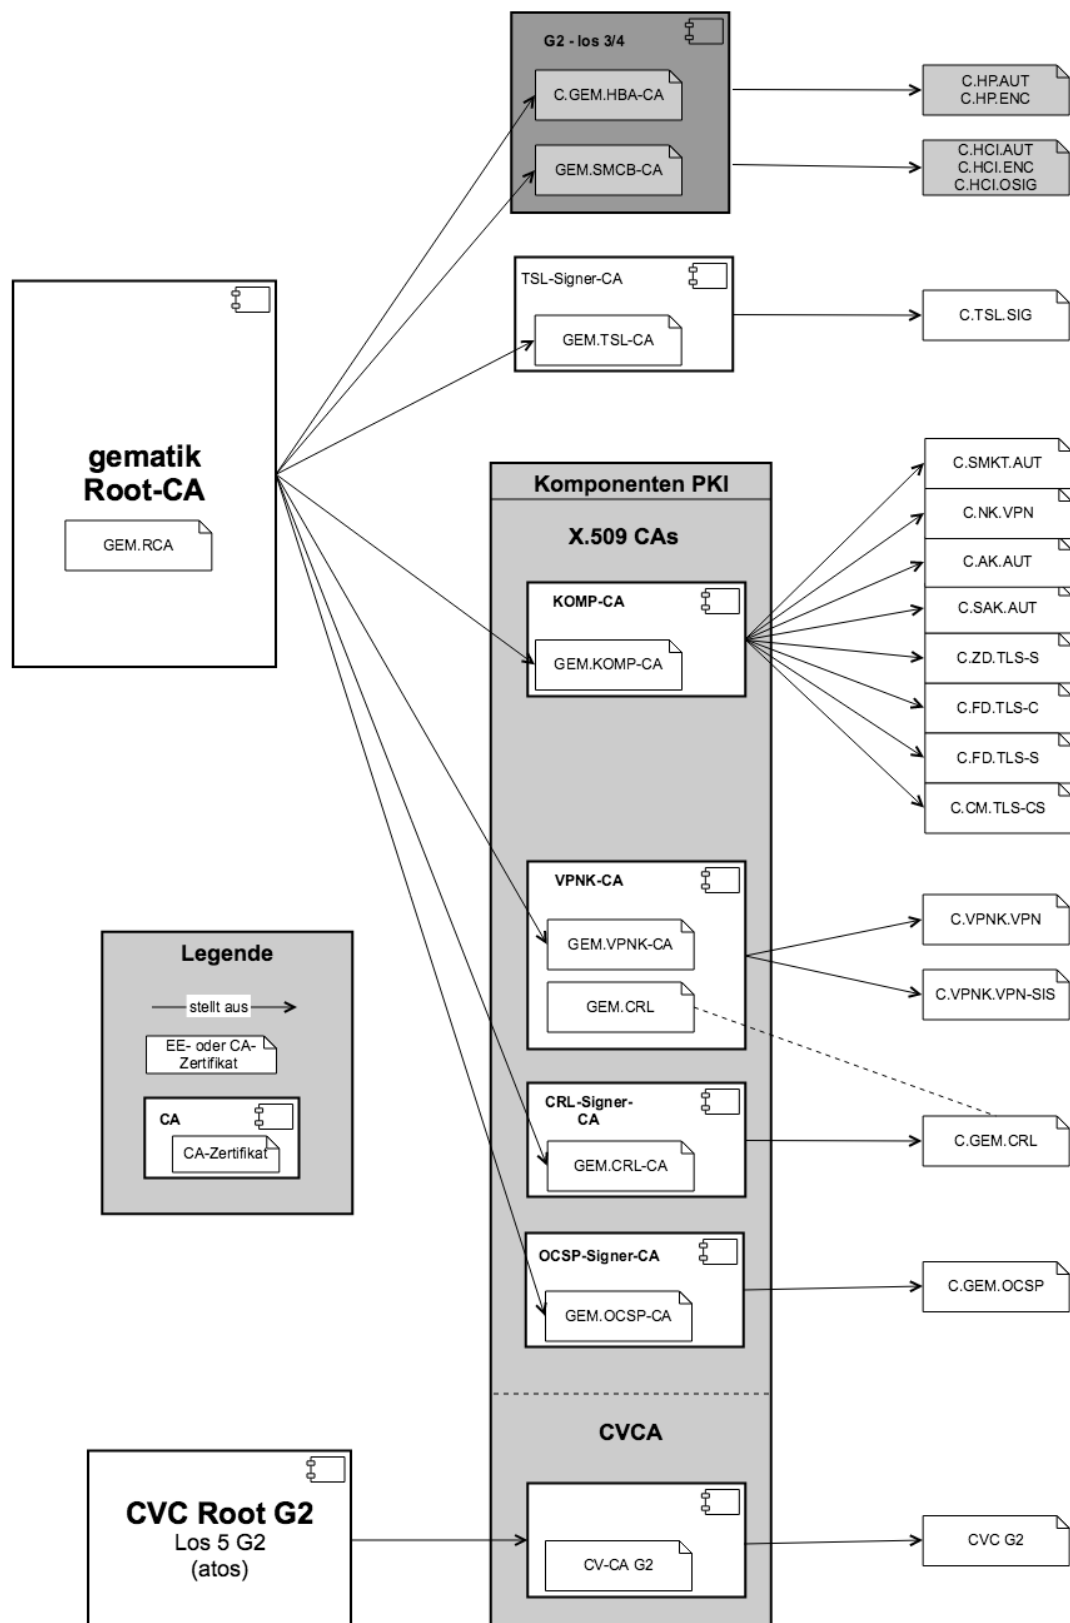 G2 - los 3/4
C.GEM.HBA-CA
GEM.SMCB-CA
C.HP.AUT
C.HP.ENC
C.HCI.AUT
C.HCI.ENC
C.HCI.OSIG
TSL-Signer-CA
GEM.TSL-CA
C.TSL.SIG
gematik
Root-CA
GEM.RCA
Komponenten PKI
X.509 CAs
KOMP-CA
GEM.KOMP-CA
C.SMKT.AUT
C.NK.VPN
C.AK.AUT
C.SAK.AUT
C.ZD.TLS-S
C.FD.TLS-C
C.FD.TLS-S
C.CM.TLS-CS
VPNK-CA
GEM.VPNK-CA
GEM.CRL
C.VPNK.VPN
C.VPNK.VPN-SIS
CRL-Signer-
CA
GEM.CRL-CA
C.GEM.CRL
OCSP-Signer-CA
GEM.OCSP-CA
C.GEM.OCSP
Legende
stellt aus
EE- oder CA-
Zertifikat
CA
CA-Zertifikat
CVCA
CVC Root G2
Los 5 G2
(atos)
CV-CA G2
CVC G2